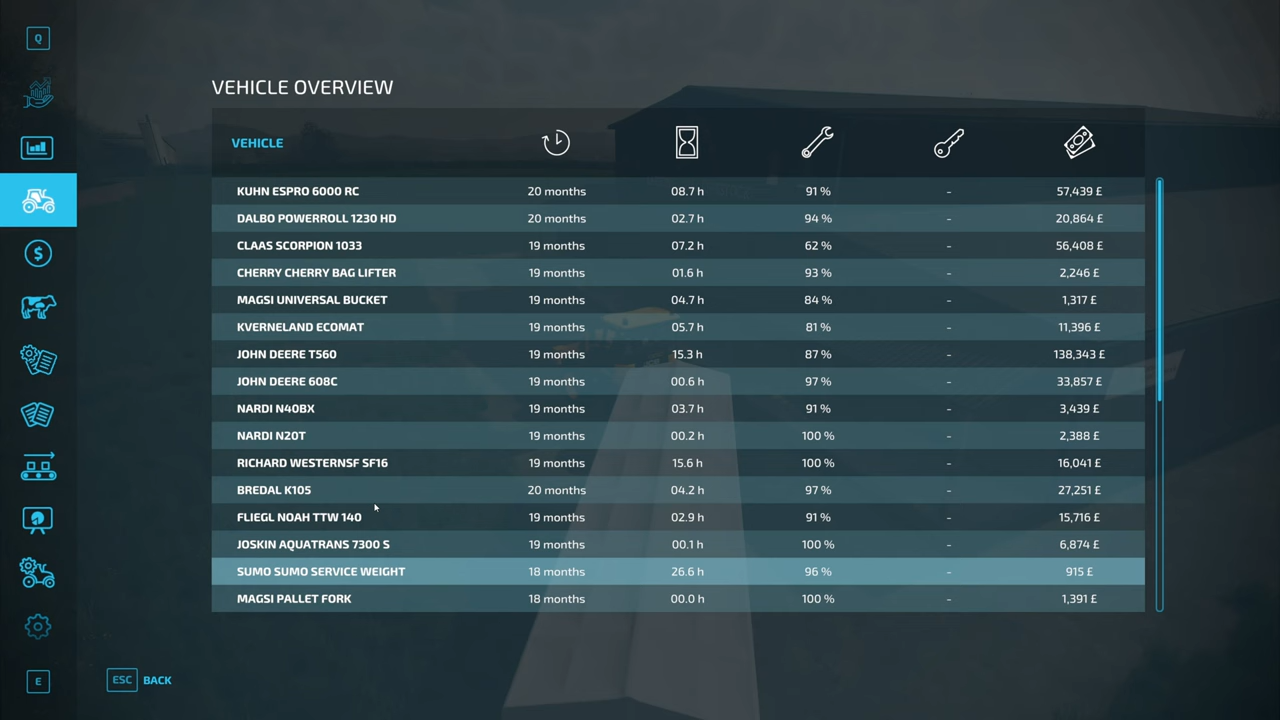 Q
VEHICLE OVERVIEW
VEHICLE
KUHN ESPRO 6000 RC 20 months 08.7 h 91 % - 57,439 £
DALBO POWERROLL 1230 HD 20 months 02.7 h 94 % - 20,864 £
CLAAS SCORPION 1033 19 months 07.2 h 62 % - 56,408 £
CHERRY CHERRY BAG LIFTER 19 months 01.6 h 93 % - 2,246 £
MAGSI UNIVERSAL BUCKET 19 months 04.7 h 84 % - 1,317 £
KVERNELAND ECOMAT 19 months 05.7 h 81 % - 11,396 £
JOHN DEERE T560 19 months 15.3 h 87 % - 138,343 £
JOHN DEERE 608C 19 months 00.6 h 97 % - 33,857 £
NARDI N40BX 19 months 03.7 h 91 % - 3,439 £
NARDI N20T 19 months 00.2 h 100 % - 2,388 £
RICHARD WESTERNSF SF16 19 months 15.6 h 100 % - 16,041 £
BREDAL K105 20 months 04.2 h 97 % - 27,251 £
FLIEGL NOAH TTW 140 19 months 02.9 h 91 % - 15,716 £
JOSKIN AQUATRANS 7300 S 19 months 00.1 h 100 % - 6,874 £
SUMO SUMO SERVICE WEIGHT 18 months 26.6 h 96 % - 915 £
MAGSI PALLET FORK 18 months 00.0 h 100 % - 1,391 £
E
ESC BACK